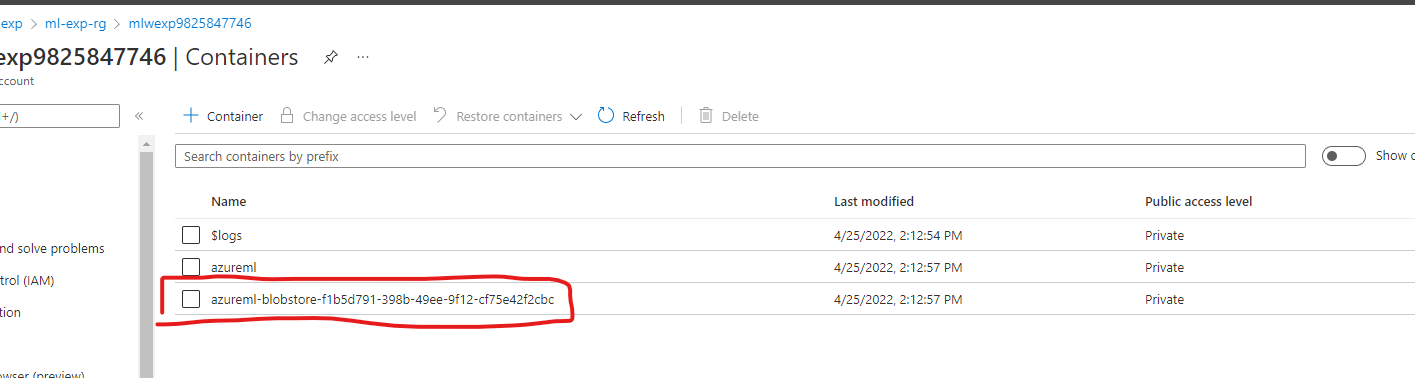 exp > ml-exp-rg > mlwexp9825847746
exp9825847746 | Containers
ccount
+/)
Container Change access level Restore containers Refresh Delete
Search containers by prefix
Show
Name Last modified Public access level
$logs 4/25/2022, 2:12:54 PM Private
azureml 4/25/2022, 2:12:57 PM Private
azureml-blobstore-f1b5d791-398b-49ee-9f12-cf75e42f2cbc 4/25/2022, 2:12:57 PM Private
nd solve problems
trol (IAM)
tion
owser (preview)